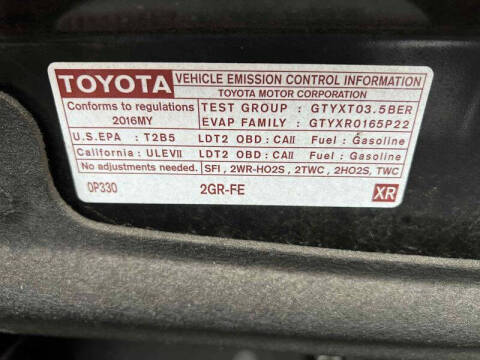 TOYOTA VEHICLE EMISSION CONTROL INFORMATION
TOYOTA MOTOR CORPORATION
Conforms to regulations TEST GROUP : GTYXT03.5BER
2016MY EVAP FAMILY : GTYXR0165P22
U.S.EPA : T2B5 LDT2 OBD : CAII Fuel : Gasoline
California : ULEVII LDT2 OBD : CAII Fuel : Gasoline
No adjustments needed. SFI , 2WR-HO2S , 2TWC , 2HO2S, TWC
0P330 2GR-FE XR